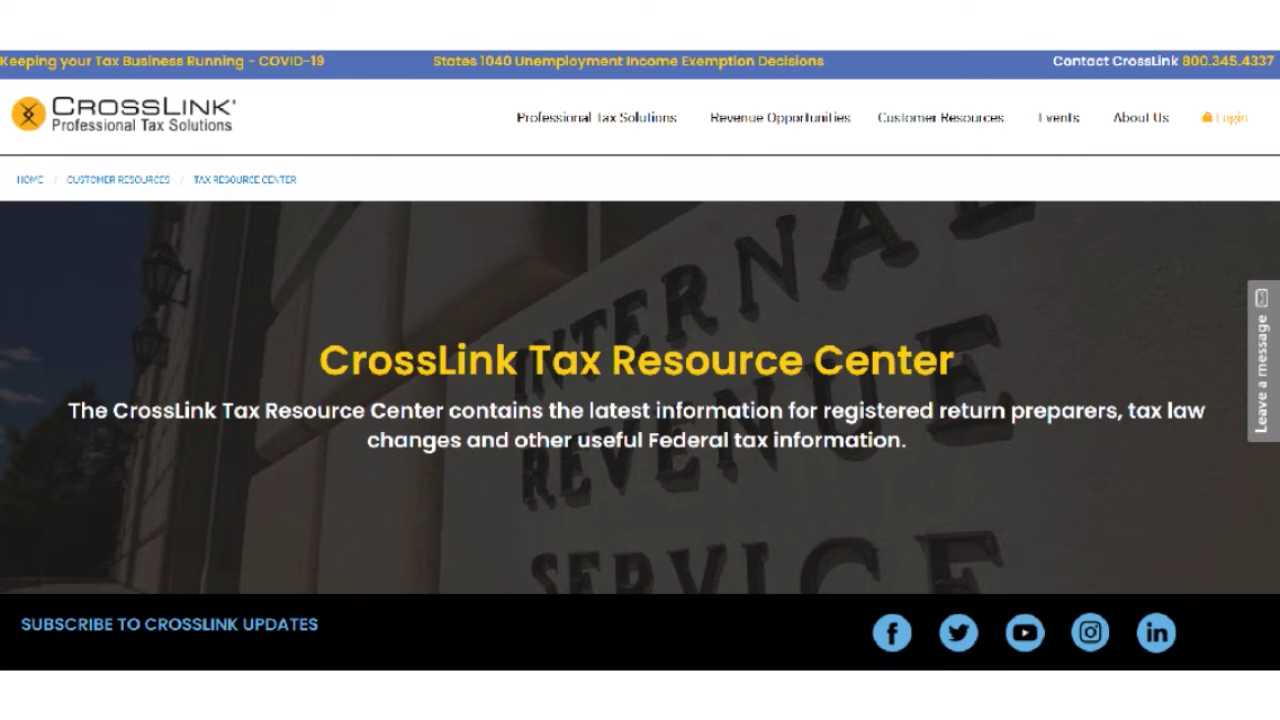 Keeping your Tax Business Running - COVID-19
States 1040 Unemployment Income Exemption Decisions
Contact CrossLink 800.345.4337
CROSSLINK
Professional Tax Solutions
Professional Tax Solutions
Revenue Opportunities
Customer Resources
Events
About Us
Login
HOME / CUSTOMER RESOURCES / TAX RESOURCE CENTER
INTERNAL
REVENUE
SERVICE
CrossLink Tax Resource Center
The CrossLink Tax Resource Center contains the latest information for registered return preparers, tax law
changes and other useful Federal tax information.
Leave a message
SUBSCRIBE TO CROSSLINK UPDATES